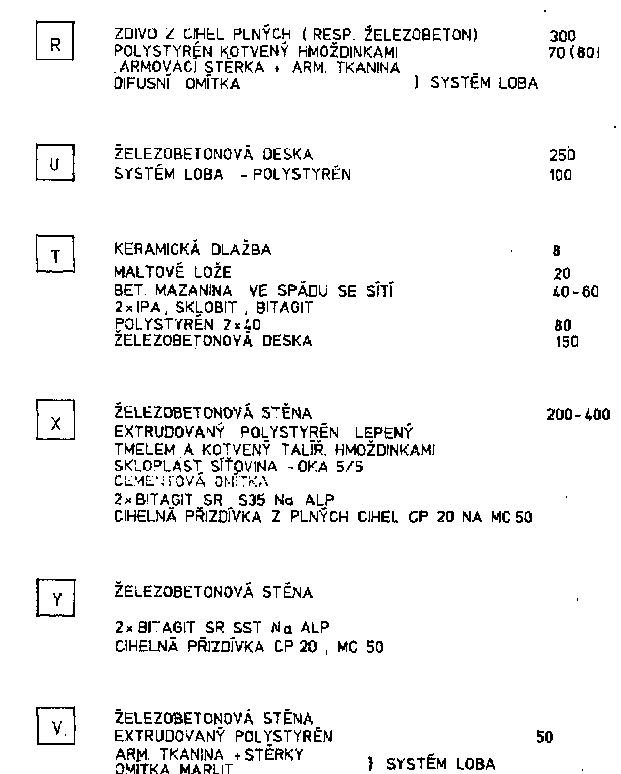 R ZDIVO Z CIHEL PLNÝCH ( RESP. ŽELEZOBETON) 300
POLYSTYRÉN KOTVENÝ HMOŽDINKAMI 70(80)
ARMOVACÍ STĚRKA + ARM. TKANINA
DIFUSNÍ OMÍTKA } SYSTÉM LOBA
U ŽELEZOBETONOVÁ DESKA 250
SYSTÉM LOBA - POLYSTYRÉN 100
T KERAMICKÁ DLAŽBA 8
MALTOVÉ LOŽE 20
BET. MAZANINA VE SPÁDU SE SÍTÍ 40-60
2×IPA, SKLOBIT, BITAGIT
POLYSTYRÉN 2×40 80
ŽELEZOBETONOVÁ DESKA 150
X ŽELEZOBETONOVÁ STĚNA 200-400
EXTRUDOVANÝ POLYSTYRÉN LEPENÝ
TMELEM A KOTVENÝ TALÍŘ. HMOŽDINKAMI
SKLOPLAST SÍŤOVINA - OKA 5/5
CEMENTOVÁ OMÍTKA
2×BITAGIT SR S35 Na ALP
CIHELNÁ PŘIZDÍVKA Z PLNÝCH CIHEL CP 20 NA MC 50
Y ŽELEZOBETONOVÁ STĚNA
2×BITAGIT SR SST Na ALP
CIHELNÁ PŘIZDÍVKA CP 20, MC 50
V ŽELEZOBETONOVÁ STĚNA
EXTRUDOVANÝ POLYSTYRÉN 50
ARM. TKANINA + STĚRKY
OMÍTKA MARLIT } SYSTÉM LOBA